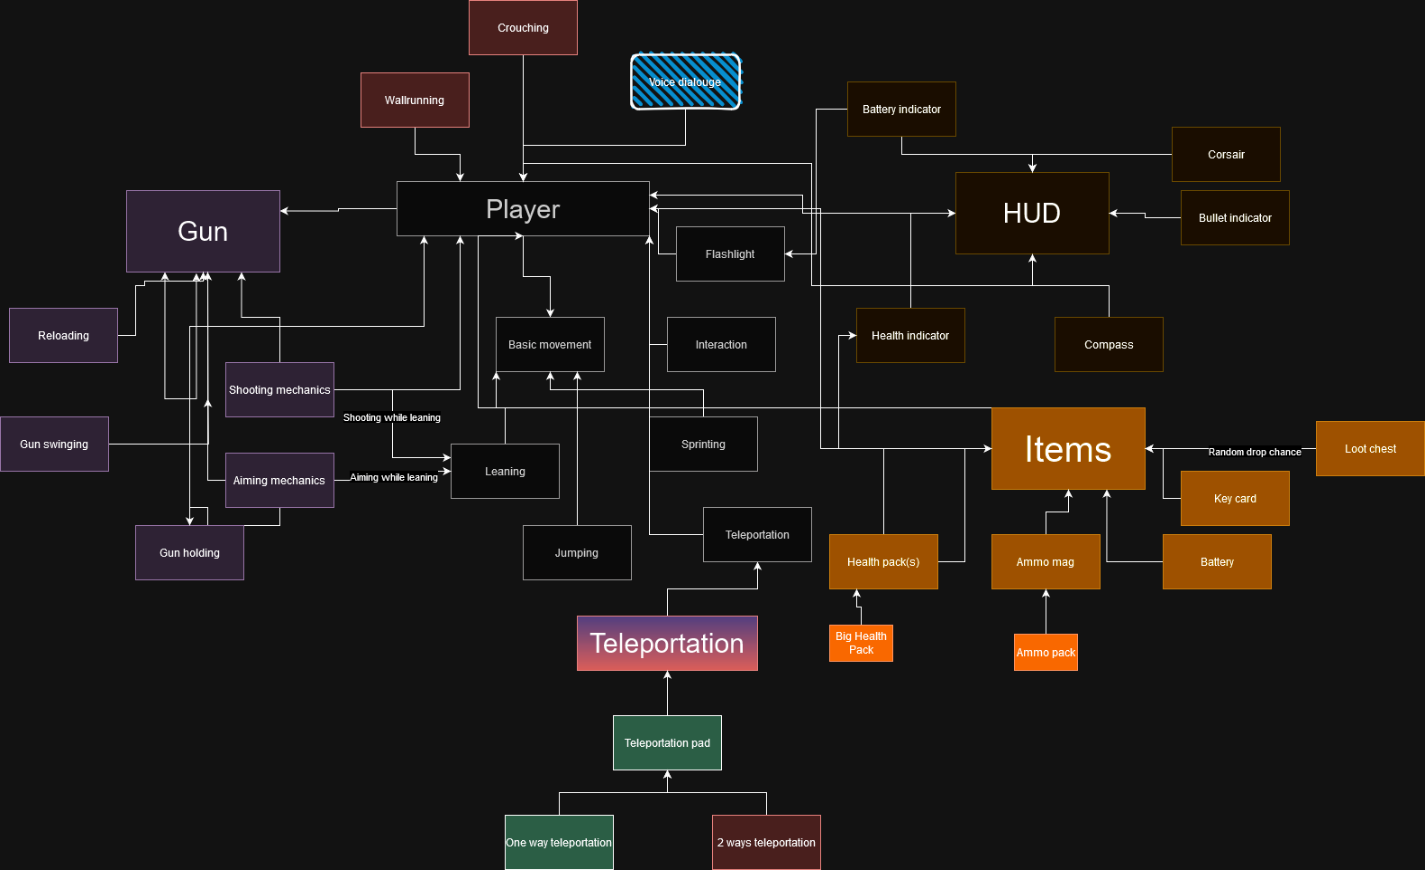 Crouching
Voice dialouge
Wallrunning
Battery indicator
Corsair
Player
HUD
Bullet indicator
Gun
Flashlight
Reloading
Basic movement
Interaction
Health indicator
Compass
Shooting mechanics
Shooting while leaning
Gun swinging
Sprinting
Items
Random drop chance
Loot chest
Leaning
Aiming mechanics
Aiming while leaning
Key card
Gun holding
Jumping
Teleportation
Health pack(s)
Ammo mag
Battery
Teleportation
Big Health
Pack
Ammo pack
Teleportation pad
One way teleportation
2 ways teleportation